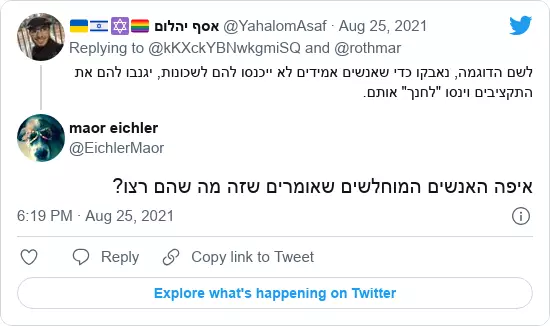 אסף יהלום 🇺🇦🇮🇱🔯🏳️‍🌈 @YahalomAsaf · Aug 25, 2021
Replying to @kKXckYBNwkgmiSQ and @rothmar
לשם הדוגמה, נאבקו כדי שאנשים אמידים לא ייכנסו להם לשכונות, יגנבו להם את
התקציבים וינסו "לחנך" אותם.
maor eichler
@EichlerMaor
איפה האנשים המוחלשים שאומרים שזה מה שהם רצו?
6:19 PM · Aug 25, 2021
Reply
Copy link to Tweet
Explore what's happening on Twitter